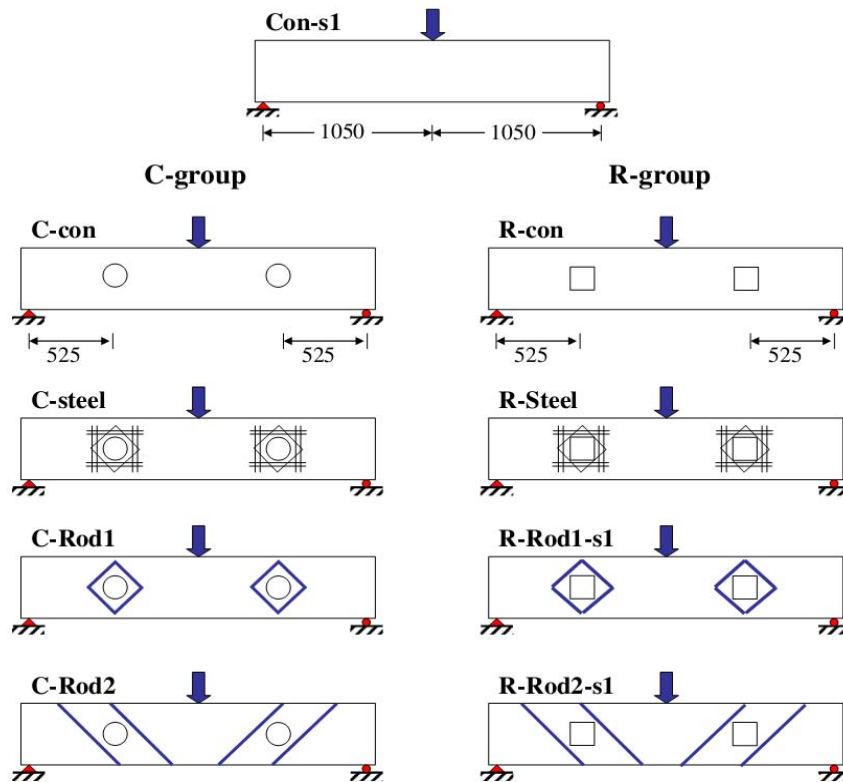 Con-s1
1050 1050
C-group R-group
C-con R-con
525 525 525 525
C-steel R-Steel
C-Rod1 R-Rod1-s1
C-Rod2 R-Rod2-s1